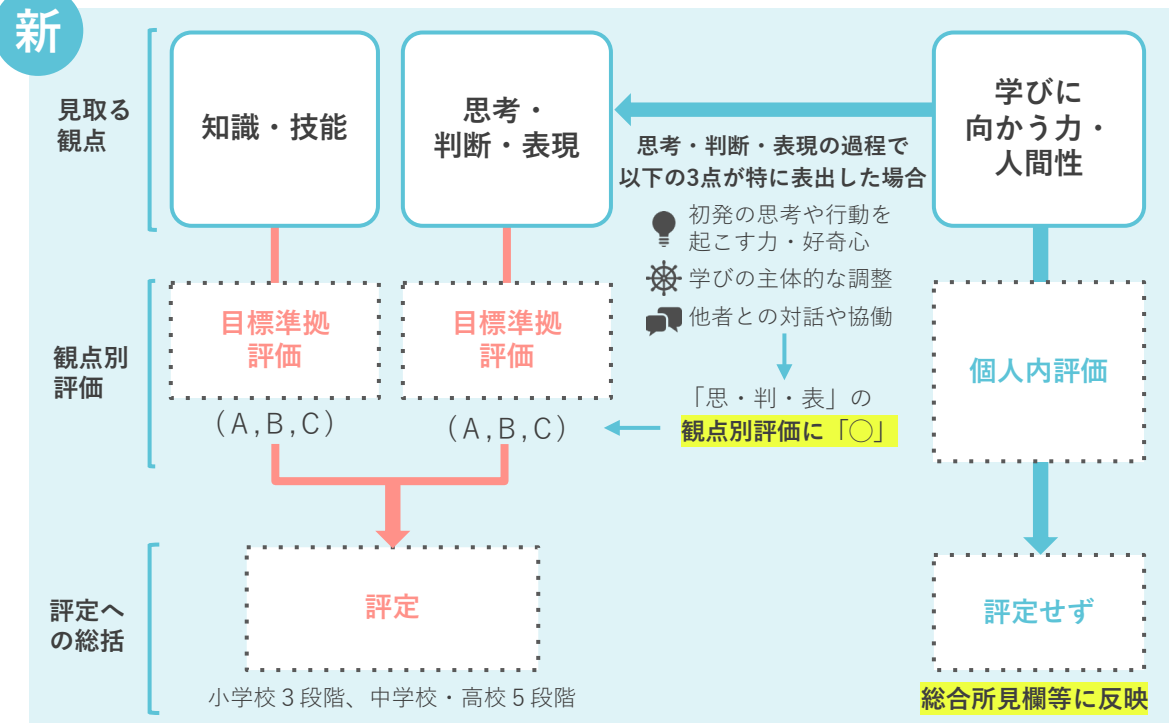 新
見取る
観点
知識・技能
思考・
判断・表現
学びに
向かう力・
人間性
思考・判断・表現の過程で
以下の3点が特に表出した場合
初発の思考や行動を
起こす力・好奇心
学びの主体的な調整
他者との対話や協働
観点別
評価
目標準拠
評価
目標準拠
評価
個人内評価
(A,B,C)
(A,B,C)
「思・判・表」の
観点別評価に「○」
評定へ
の総括
評定
評定せず
小学校３段階、中学校・高校５段階
総合所見欄等に反映